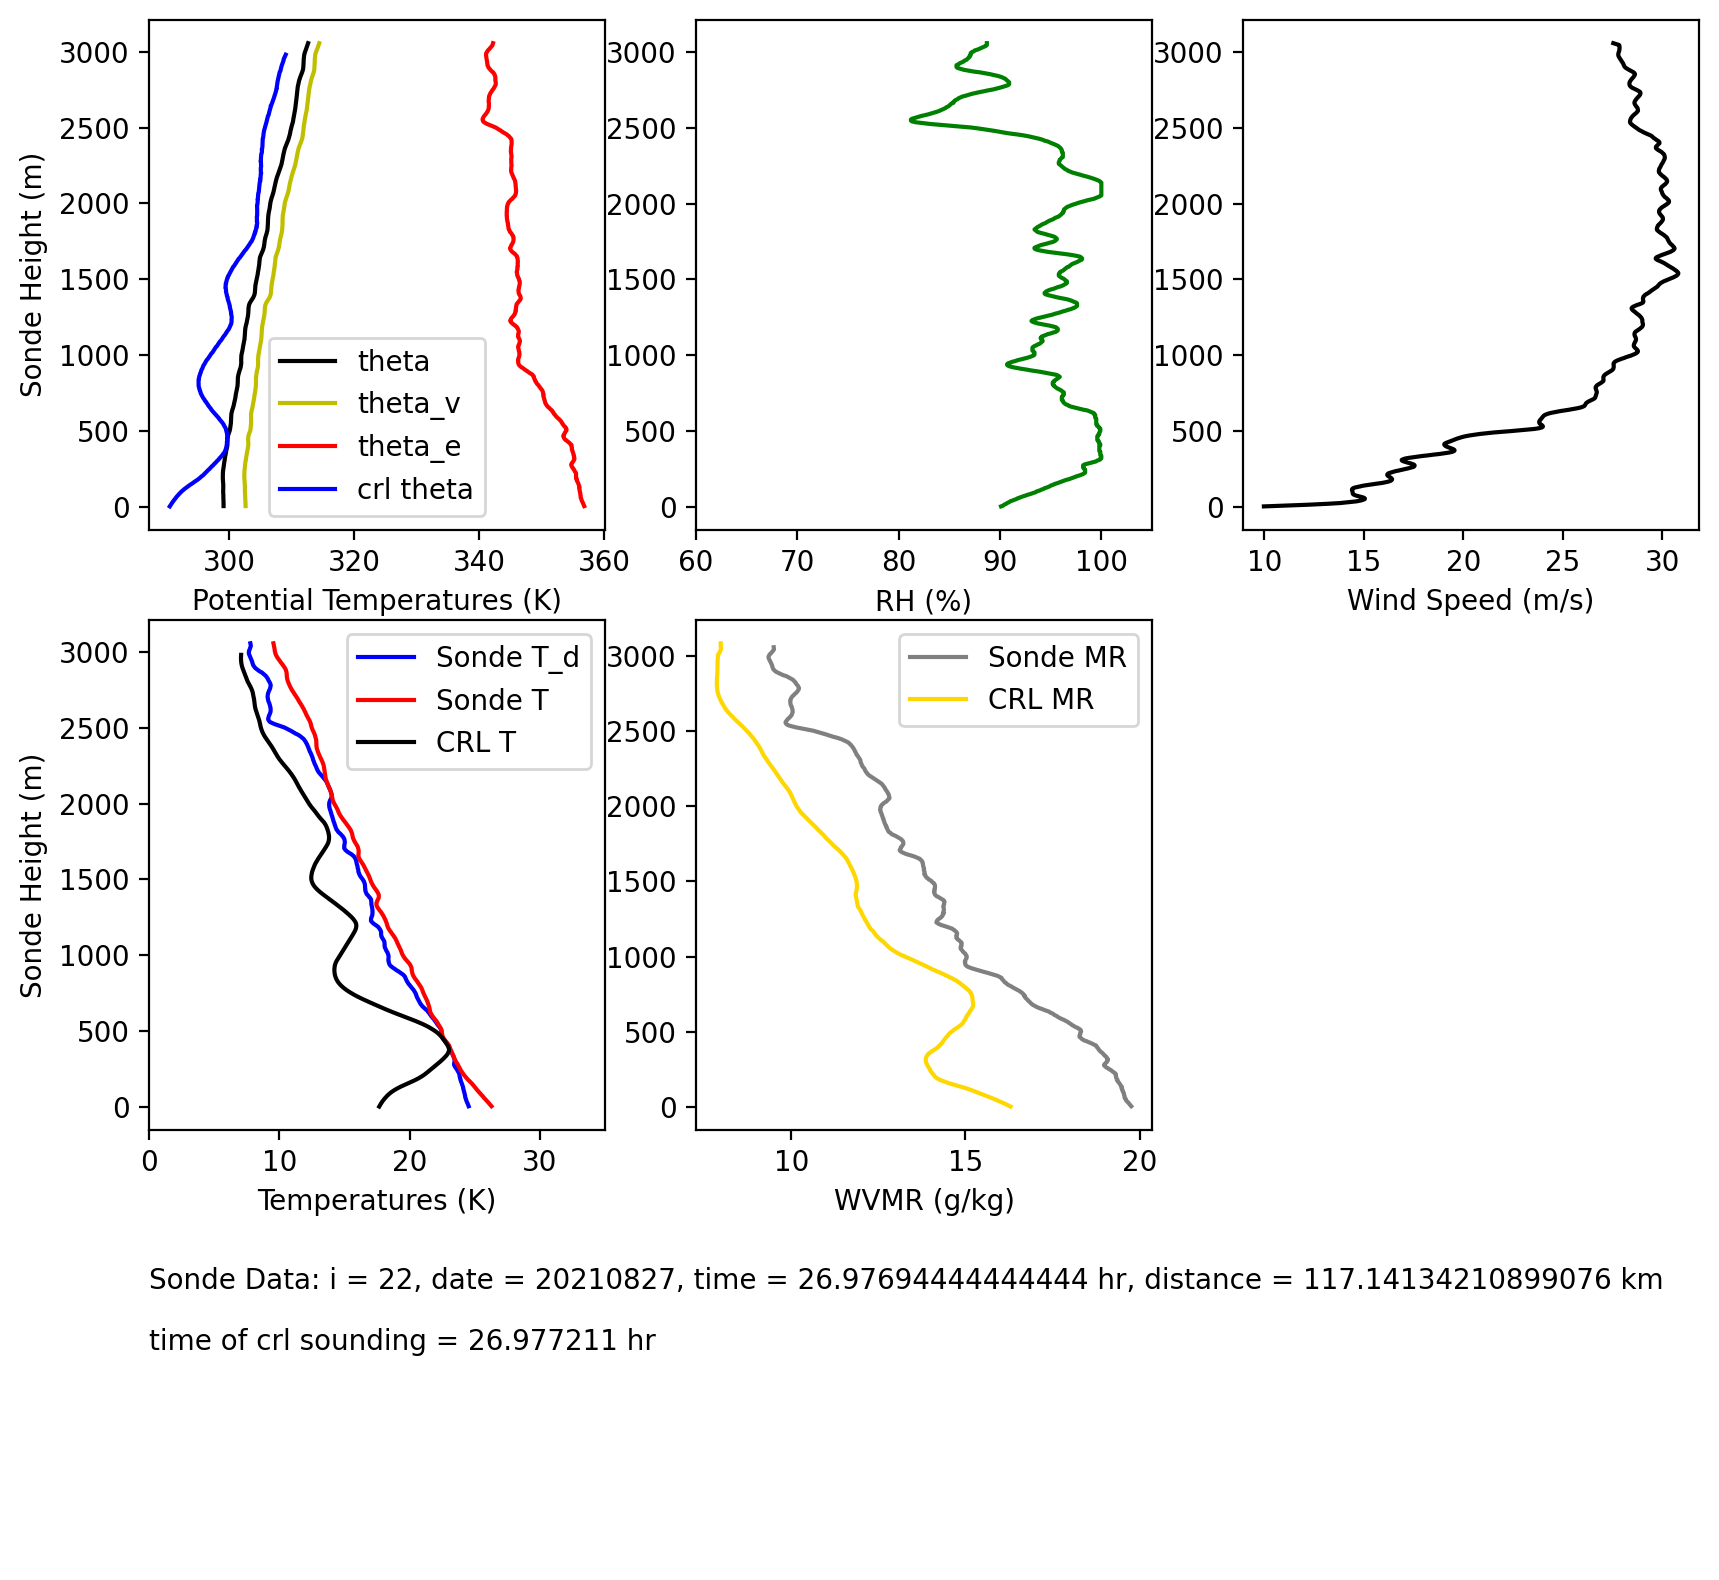 3000
2500
2000
1500
1000
500
0
Sonde Height (m)
theta
theta_v
theta_e
crl theta
300 320 340 360
Potential Temperatures (K)
3000
2500
2000
1500
1000
500
0
60 70 80 90 100
RH (%)
3000
2500
2000
1500
1000
500
0
10 15 20 25 30
Wind Speed (m/s)
3000
2500
2000
1500
1000
500
0
Sonde Height (m)
Sonde T_d
Sonde T
CRL T
0 10 20 30
Temperatures (K)
3000
2500
2000
1500
1000
500
0
Sonde MR
CRL MR
10 15 20
WVMR (g/kg)
Sonde Data: i = 22, date = 20210827, time = 26.97694444444444 hr, distance = 117.14134210899076 km
time of crl sounding = 26.977211 hr